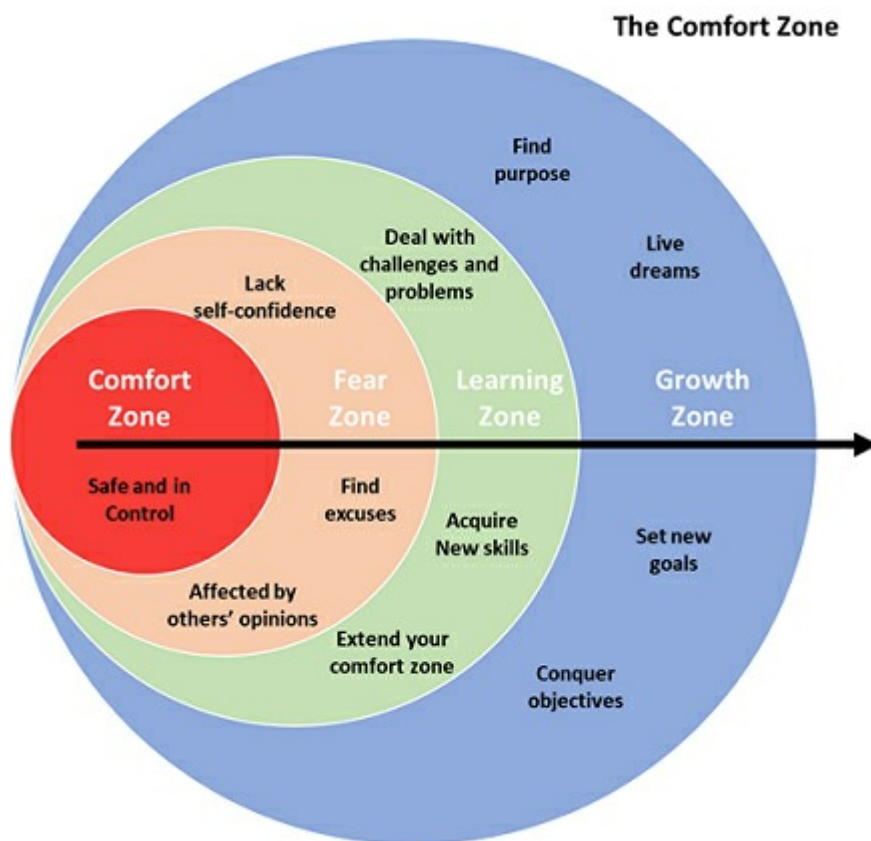 The Comfort Zone
Find
purpose
Live
dreams
Deal with
challenges and
problems
Lack
self-confidence
Comfort
Zone
Fear
Zone
Learning
Zone
Growth
Zone
Safe and in
Control
Find
excuses
Acquire
New skills
Set new
goals
Affected by
others’ opinions
Extend your
comfort zone
Conquer
objectives